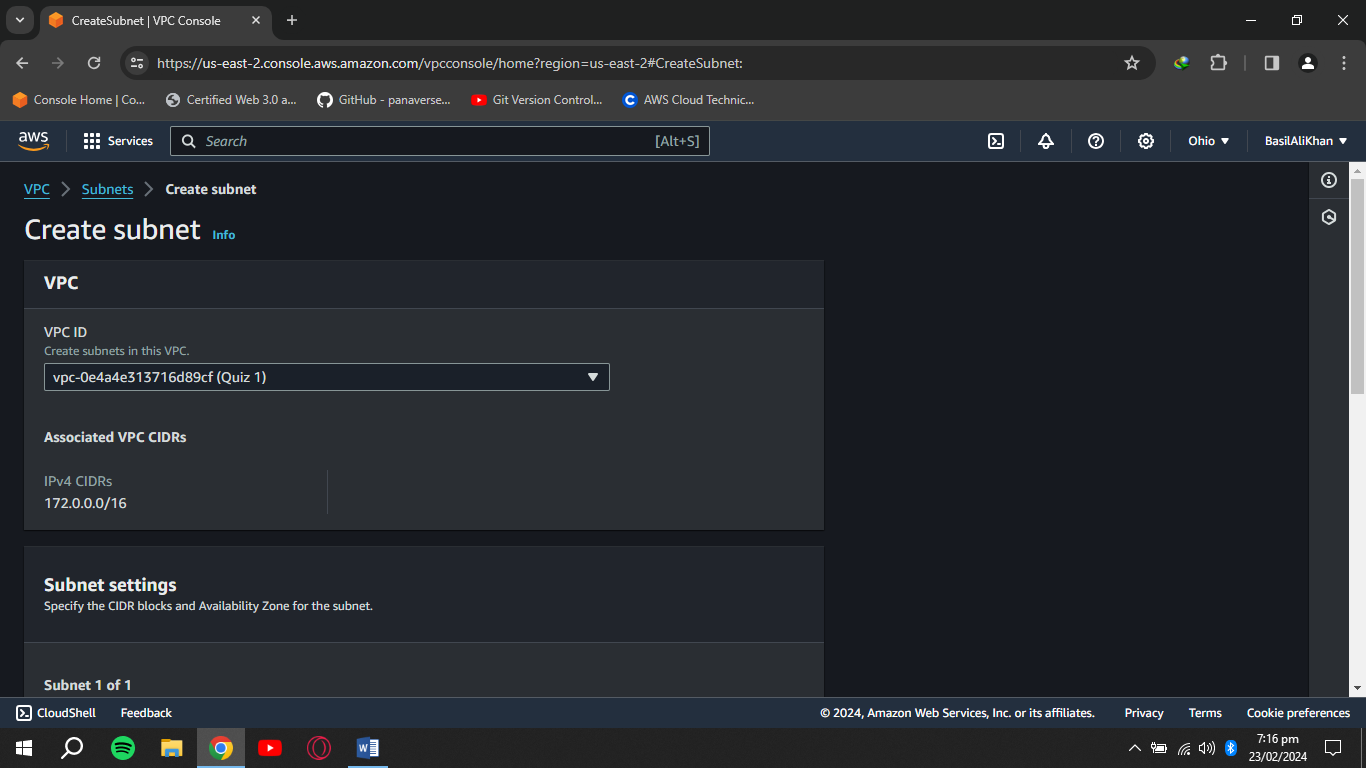 CreateSubnet | VPC Console
https://us-east-2.console.aws.amazon.com/vpcconsole/home?region=us-east-2#CreateSubnet:
Console Home | Co...
Certified Web 3.0 a...
GitHub - panaverse...
Git Version Control...
AWS Cloud Technic...
aws
Services
Search
[Alt+S]
Ohio
BasilAliKhan
VPC
Subnets
Create subnet
Create subnet
Info
VPC
VPC ID
Create subnets in this VPC.
vpc-0e4a4e313716d89cf (Quiz 1)
Associated VPC CIDRs
IPv4 CIDRs
172.0.0.0/16
Subnet settings
Specify the CIDR blocks and Availability Zone for the subnet.
Subnet 1 of 1
CloudShell
Feedback
© 2024, Amazon Web Services, Inc. or its affiliates.
Privacy
Terms
Cookie preferences
7:16 pm
23/02/2024